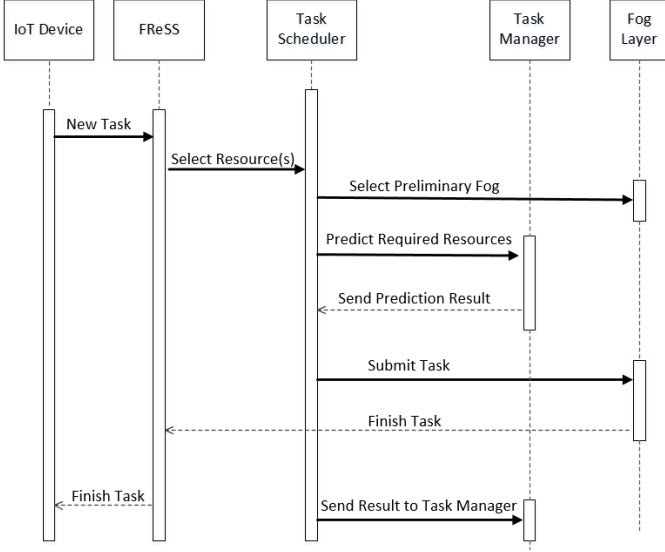 IoT Device
FReSS
Task
Scheduler
Task
Manager
Fog
Layer
New Task
Select Resource(s)
Select Preliminary Fog
Predict Required Resources
Send Prediction Result
Submit Task
Finish Task
Finish Task
Send Result to Task Manager